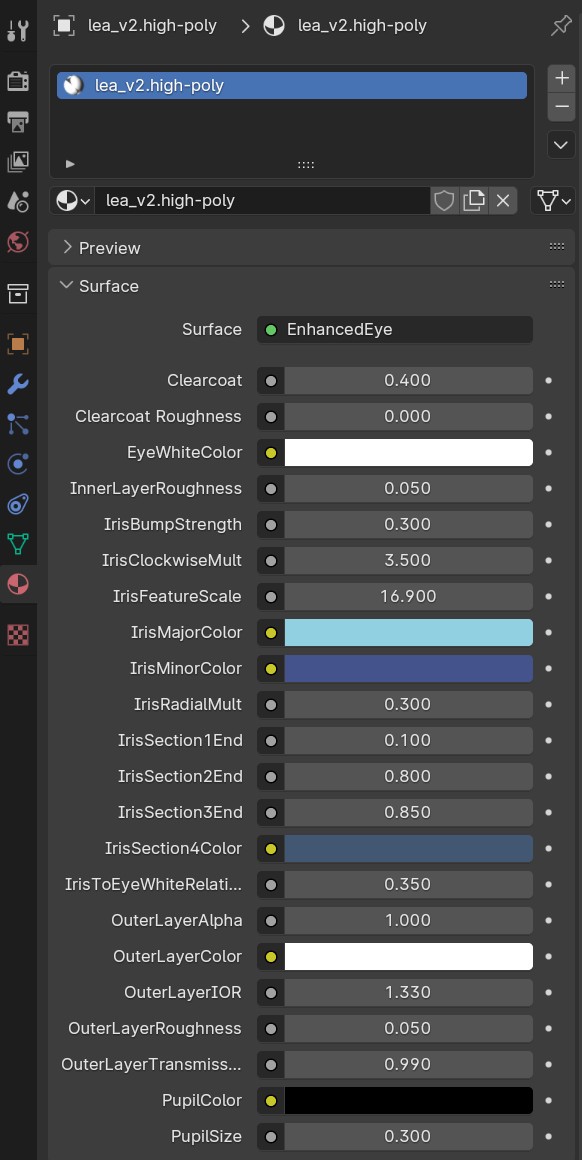 lea_v2.high-poly > lea_v2.high-poly
lea_v2.high-poly
lea_v2.high-poly
Preview
Surface
Surface EnhancedEye
Clearcoat 0.400
Clearcoat Roughness 0.000
EyeWhiteColor
InnerLayerRoughness 0.050
IrisBumpStrength 0.300
IrisClockwiseMult 3.500
IrisFeatureScale 16.900
IrisMajorColor
IrisMinorColor
IrisRadialMult 0.300
IrisSection1End 0.100
IrisSection2End 0.800
IrisSection3End 0.850
IrisSection4Color
IrisToEyeWhiteRelati... 0.350
OuterLayerAlpha 1.000
OuterLayerColor
OuterLayerIOR 1.330
OuterLayerRoughness 0.050
OuterLayerTransmiss... 0.990
PupilColor
PupilSize 0.300